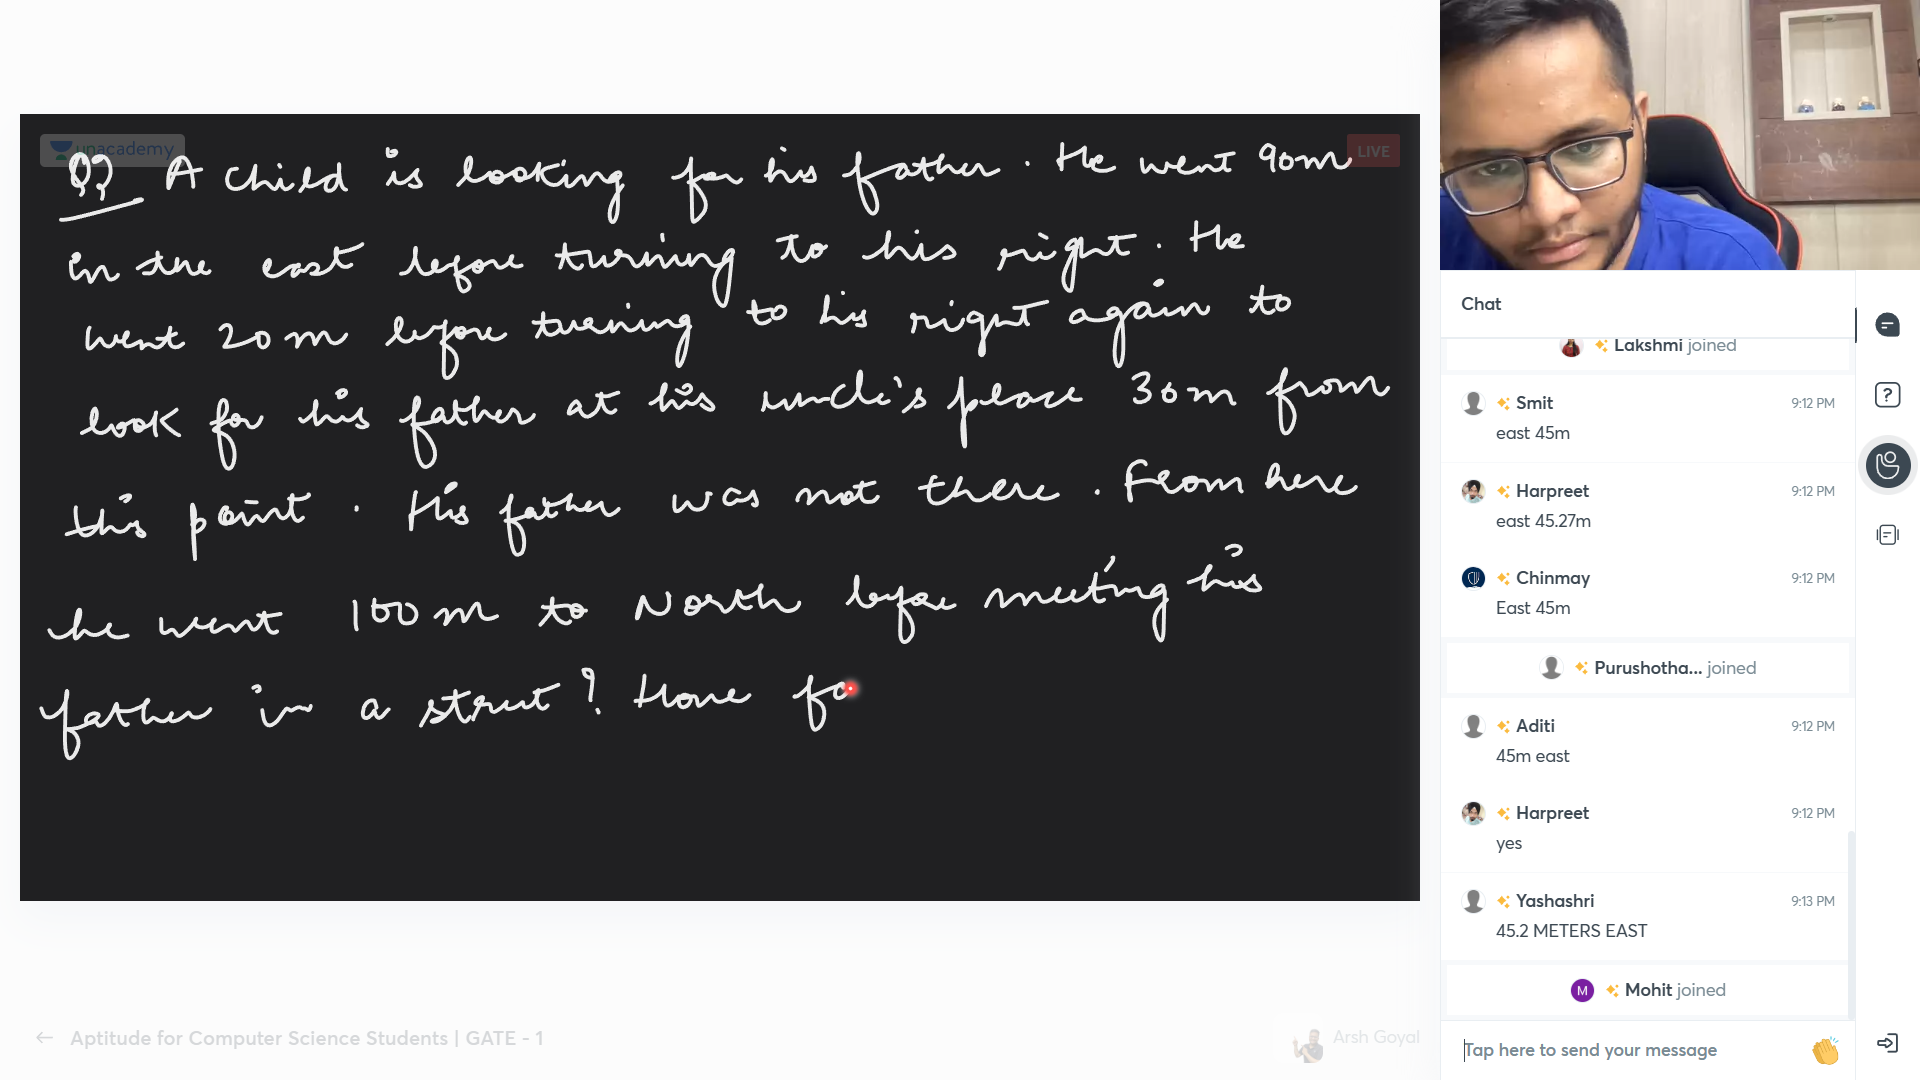 unacademy
LIVE
Q3 A child is looking for his father. He went 90m
in the east before turning to his right. He
went 20m before turning to his right again to
look for his father at his uncle's place 30m from
this point. His father was not there. From here
he went 100m to North before meeting his
father in a street? How fa
Aptitude for Computer Science Students | GATE - 1
Arsh Goyal
Chat
Lakshmi joined
Smit 9:12 PM
east 45m
Harpreet 9:12 PM
east 45.27m
Chinmay 9:12 PM
East 45m
Purushotha... joined
Aditi 9:12 PM
45m east
Harpreet 9:12 PM
yes
Yashashri 9:13 PM
45.2 METERS EAST
M Mohit joined
Tap here to send your message